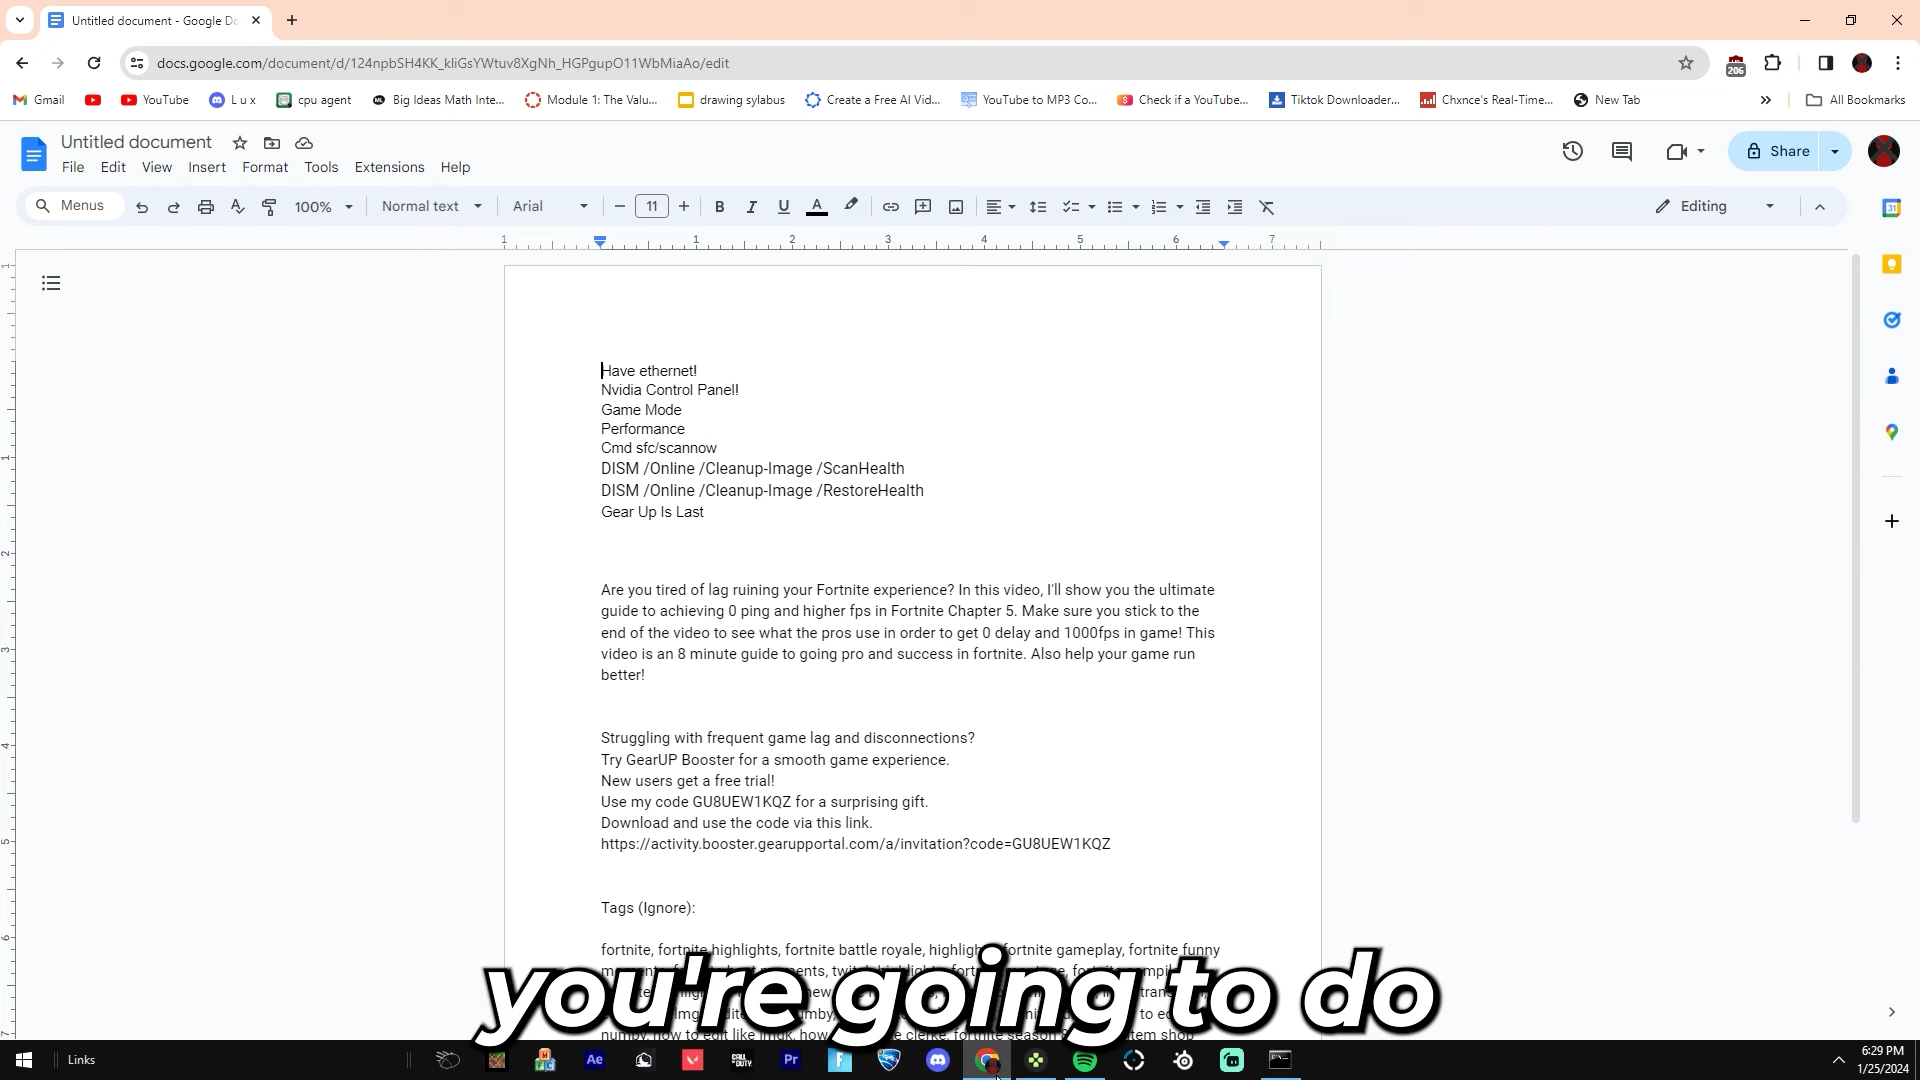 Untitled document - Google Do
docs.google.com/document/d/124npbSH4KK_kliGsYWtuv8XgNh_HGPgupO11WbMiaAo/edit
206
Gmail
YouTube
L u x
cpu agent
Big Ideas Math Inte...
Module 1: The Valu...
drawing sylabus
Create a Free AI Vid...
YouTube to MP3 Co...
Check if a YouTube...
Tiktok Downloader...
Chxnce's Real-Time...
New Tab
All Bookmarks
Untitled document
File Edit View Insert Format Tools Extensions Help
Share
Menus
100%
Normal text
Arial
11
Editing
1 1 2 3 4 5 6 7
Have ethernet!
Nvidia Control Panel!
Game Mode
Performance
Cmd sfc/scannow
DISM /Online /Cleanup-Image /ScanHealth
DISM /Online /Cleanup-Image /RestoreHealth
Gear Up Is Last
Are you tired of lag ruining your Fortnite experience? In this video, I'll show you the ultimate
guide to achieving 0 ping and higher fps in Fortnite Chapter 5. Make sure you stick to the
end of the video to see what the pros use in order to get 0 delay and 1000fps in game! This
video is an 8 minute guide to going pro and success in fortnite. Also help your game run
better!
Struggling with frequent game lag and disconnections?
Try GearUP Booster for a smooth game experience.
New users get a free trial!
Use my code GU8UEW1KQZ for a surprising gift.
Download and use the code via this link.
https://activity.booster.gearupportal.com/a/invitation?code=GU8UEW1KQZ
Tags (Ignore):
fortnite, fortnite highlights, fortnite battle royale, fortnite gameplay, fortnite funny
you're going to do
Links
6:29 PM
1/25/2024